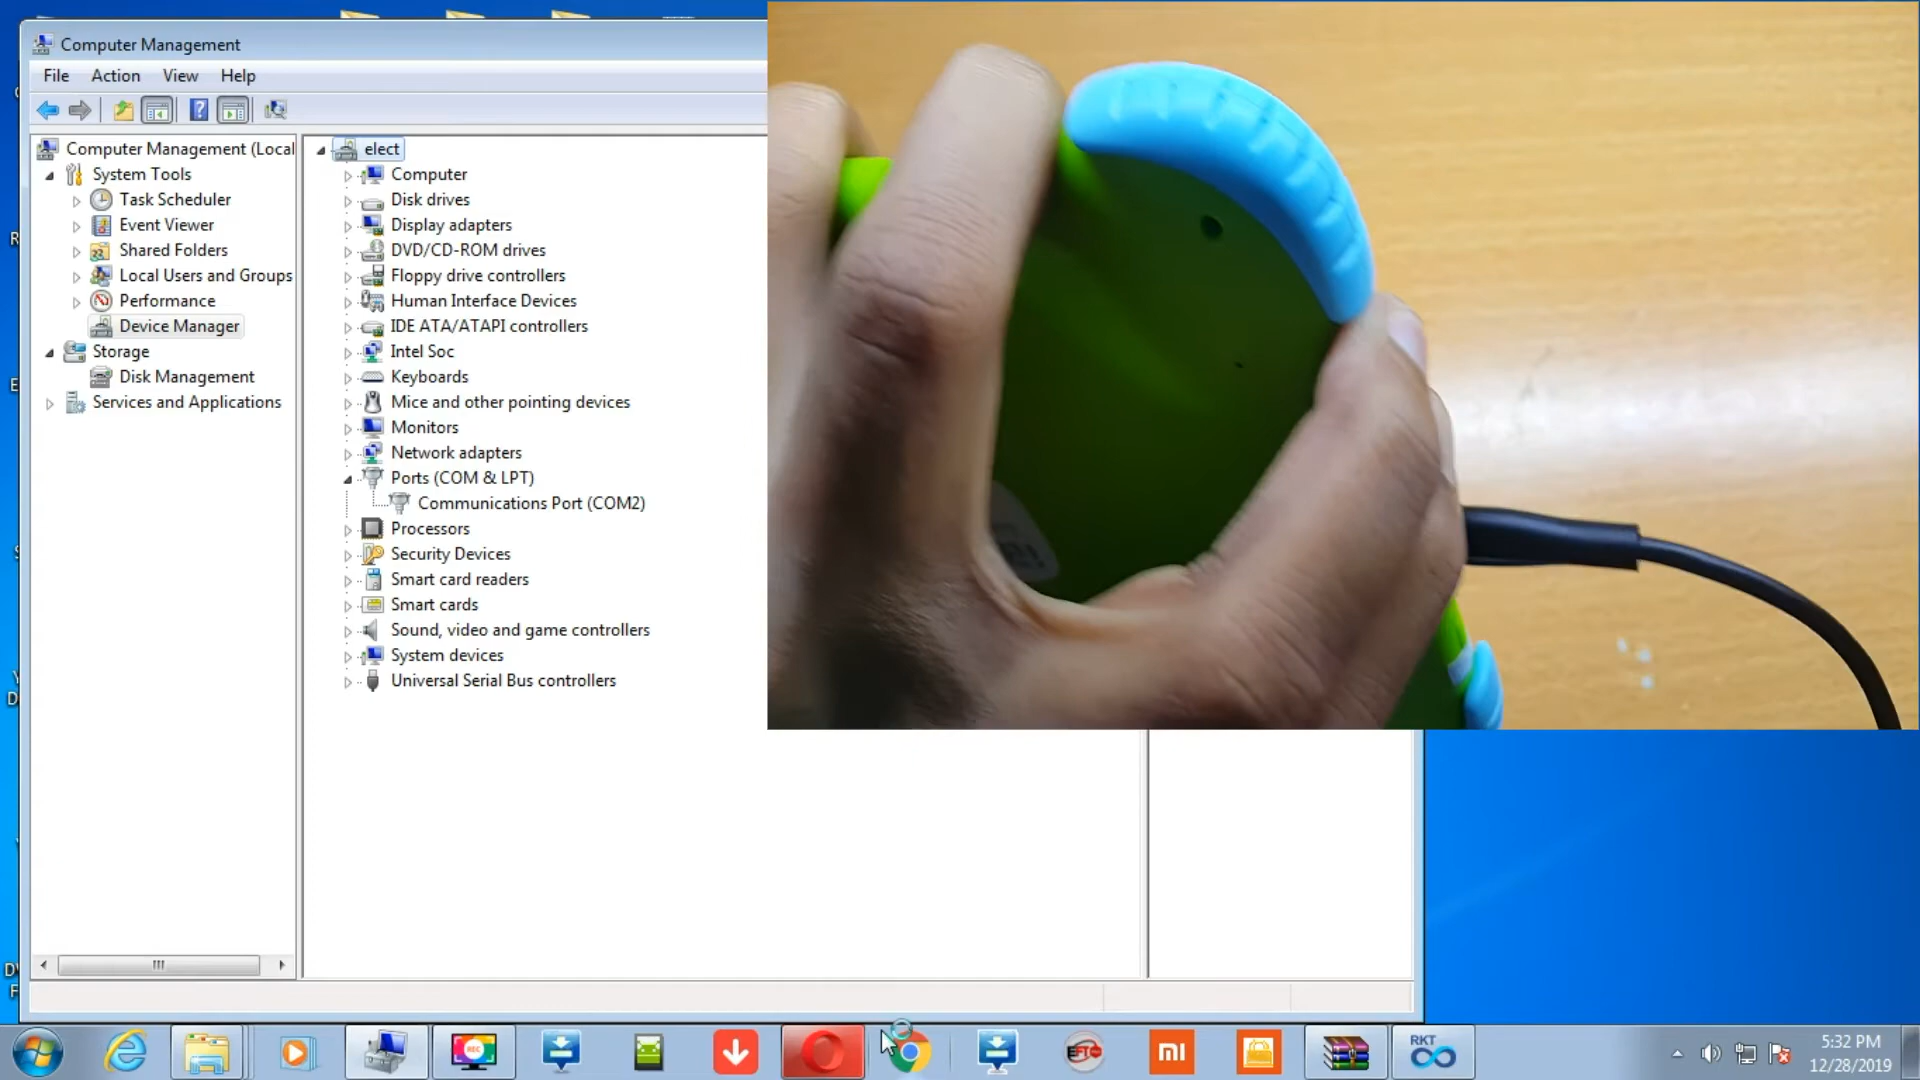 Computer Management
File Action View Help
Computer Management (Local
System Tools
Task Scheduler
Event Viewer
Shared Folders
Local Users and Groups
Performance
Device Manager
Storage
Disk Management
Services and Applications
elect
Computer
Disk drives
Display adapters
DVD/CD-ROM drives
Floppy drive controllers
Human Interface Devices
IDE ATA/ATAPI controllers
Intel Soc
Keyboards
Mice and other pointing devices
Monitors
Network adapters
Ports (COM & LPT)
Communications Port (COM2)
Processors
Security Devices
Smart card readers
Smart cards
Sound, video and game controllers
System devices
Universal Serial Bus controllers
REC
EFT
mi
RKT
5:32 PM
12/28/2019